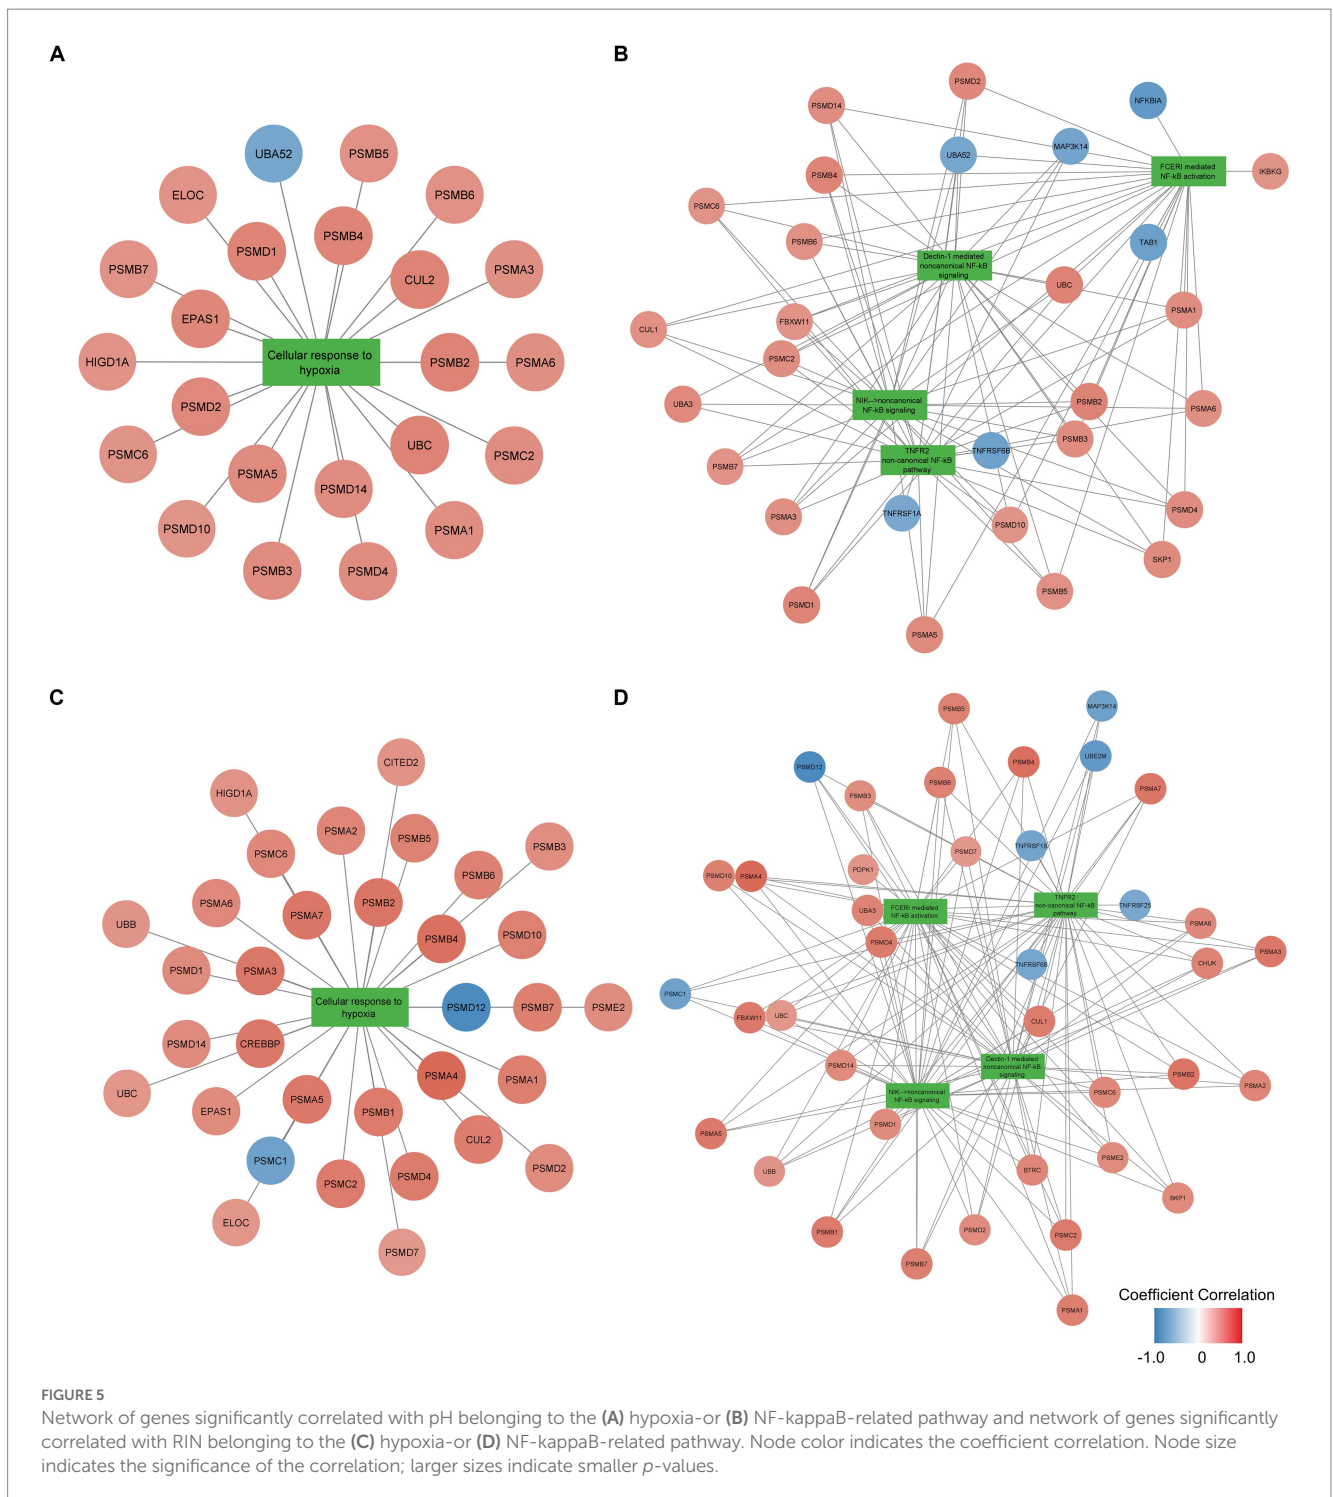 A
UBA52
PSMB5
ELOC
PSMB6
PSMD1
PSMB4
PSMB7
CUL2
PSMA3
EPAS1
Cellular response to
hypoxia
HIGD1A
PSMB2
PSMA6
PSMD2
PSMC6
UBC
PSMC2
PSMA5
PSMD14
PSMD10
PSMA1
PSMB3
PSMD4
B
PSMD2
NFKBIA
PSMD14
MAP3K14
UBA52
FCERI mediated
NF-kB activation
IKBKG
PSMB4
PSMC6
PSMB6
TAB1
Dectin-1 mediated
noncanonical NF-kB
signaling
UBC
PSMA1
CUL1
FBXW11
PSMC2
UBA3
NIK-->noncanonical
NF-kB signaling
PSMB2
PSMA6
PSMB3
TNFRSF6B
TNFR2
non-canonical NF-kB
pathway
PSMB7
PSMA3
TNFRSF1A
PSMD10
PSMD4
SKP1
PSMB5
PSMD1
PSMA5
C
CITED2
HIGD1A
PSMA2
PSMB5
PSMB3
PSMC6
PSMB6
PSMA6
PSMA7
PSMB2
UBB
PSMB4
PSMD10
PSMD1
PSMA3
Cellular response to
hypoxia
PSMD12
PSMB7
PSME2
PSMD14
CREBBP
UBC
PSMA4
PSMA1
EPAS1
PSMA5
PSMB1
CUL2
PSMC1
PSMC2
PSMD4
PSMD2
ELOC
PSMD7
D
PSMB5
MAP3K14
PSMD12
PSMB4
UBE2M
PSMB3
PSMB6
PSMA7
PSMD7
TNFRSF1B
PSMD10
PSMA4
PDPK1
UBA3
FCERI mediated
NF-kB activation
TNFR2
non-canonical NF-kB
pathway
TNFRSF25
PSMD4
PSMA6
PSMA3
TNFRSF6B
CHUK
PSMC1
FBXW11
UBC
CUL1
PSMD14
Dectin-1 mediated
noncanonical NF-kB
signaling
PSMB2
PSMA2
NIK-->noncanonical
NF-kB signaling
PSMC6
PSMA5
PSMD1
UBB
BTRC
PSME2
SKP1
PSMB1
PSMD2
PSMC2
PSMB7
PSMA1
Coefficient Correlation
-1.0 0 1.0
FIGURE 5
Network of genes significantly correlated with pH belonging to the (A) hypoxia-or (B) NF-kappaB-related pathway and network of genes significantly
correlated with RIN belonging to the (C) hypoxia-or (D) NF-kappaB-related pathway. Node color indicates the coefficient correlation. Node size
indicates the significance of the correlation; larger sizes indicate smaller p-values.